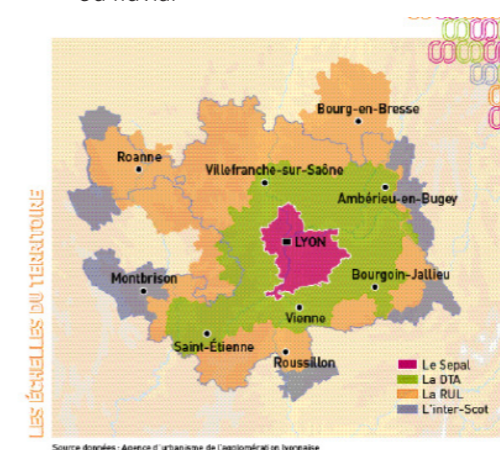 LES ÉCHELLES DU TERRITOIRE
Bourg-en-Bresse
Roanne
Villefranche-sur-Saône
Ambérieu-en-Bugey
LYON
Montbrison
Bourgoin-Jallieu
Vienne
Saint-Étienne
Roussillon
Le Sepal
La DTA
La RUL
L'inter-Scot
Source données : Agence d'urbanisme de l'agglomération lyonnaise